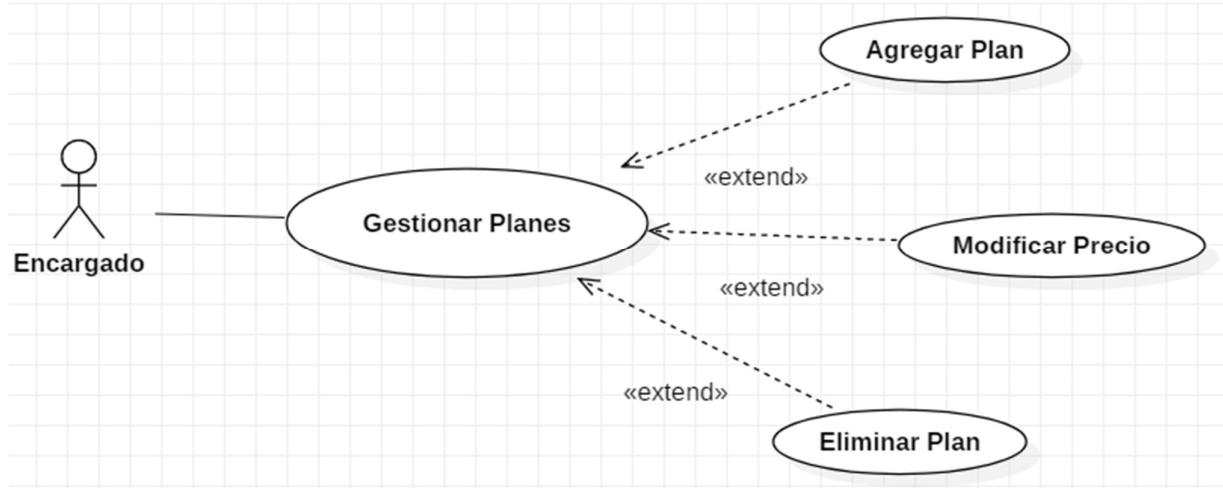 Agregar Plan
«extend»
Gestionar Planes
Modificar Precio
Encargado
«extend»
«extend»
Eliminar Plan